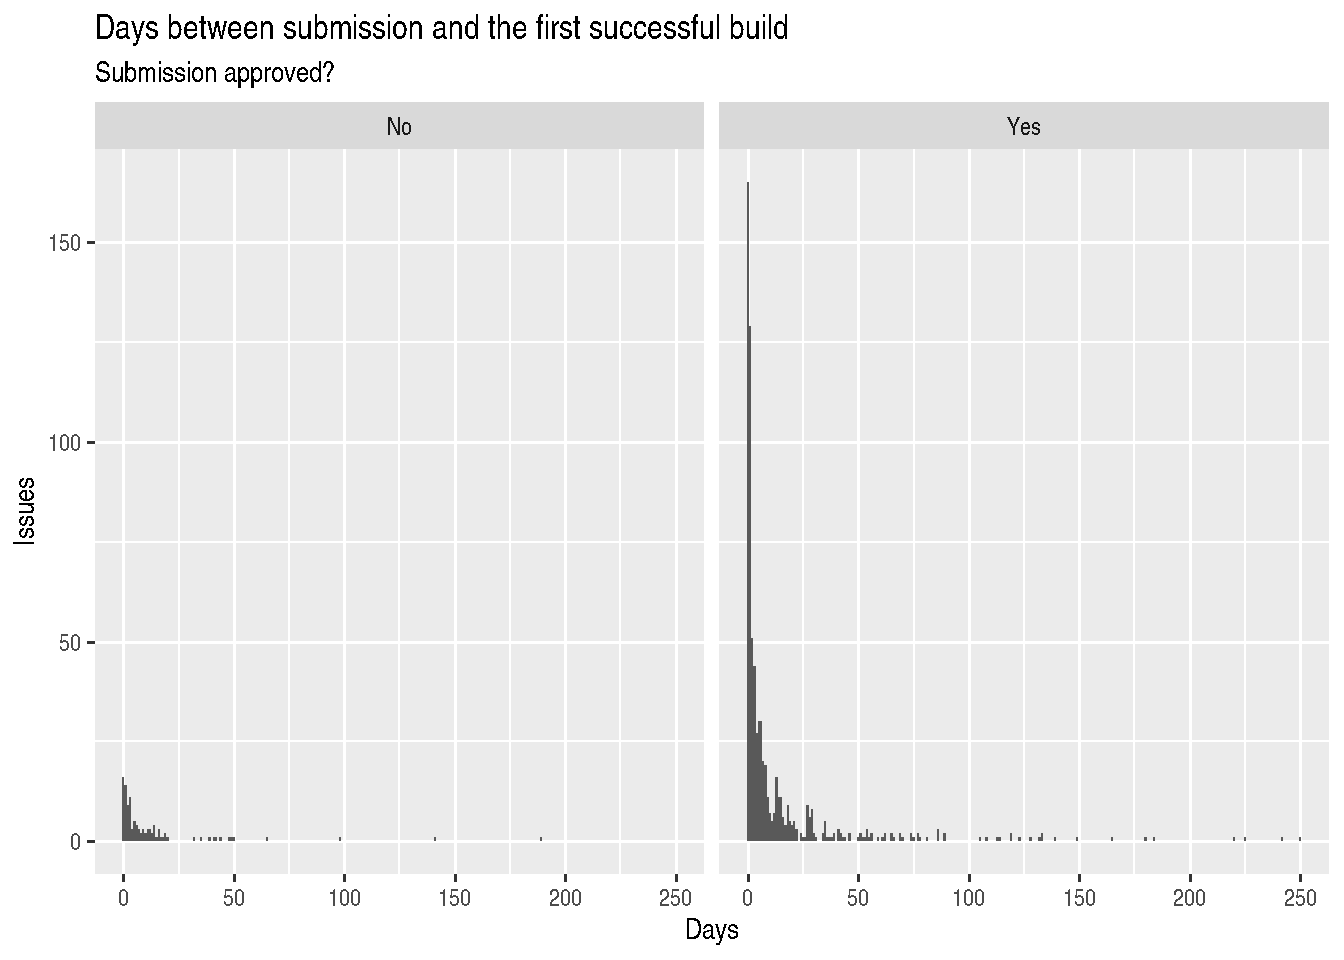 Days between submission and the first successful build
Submission approved?
No
Yes
150
100
50
0
Issues
0 50 100 150 200 250
0 50 100 150 200 250
Days